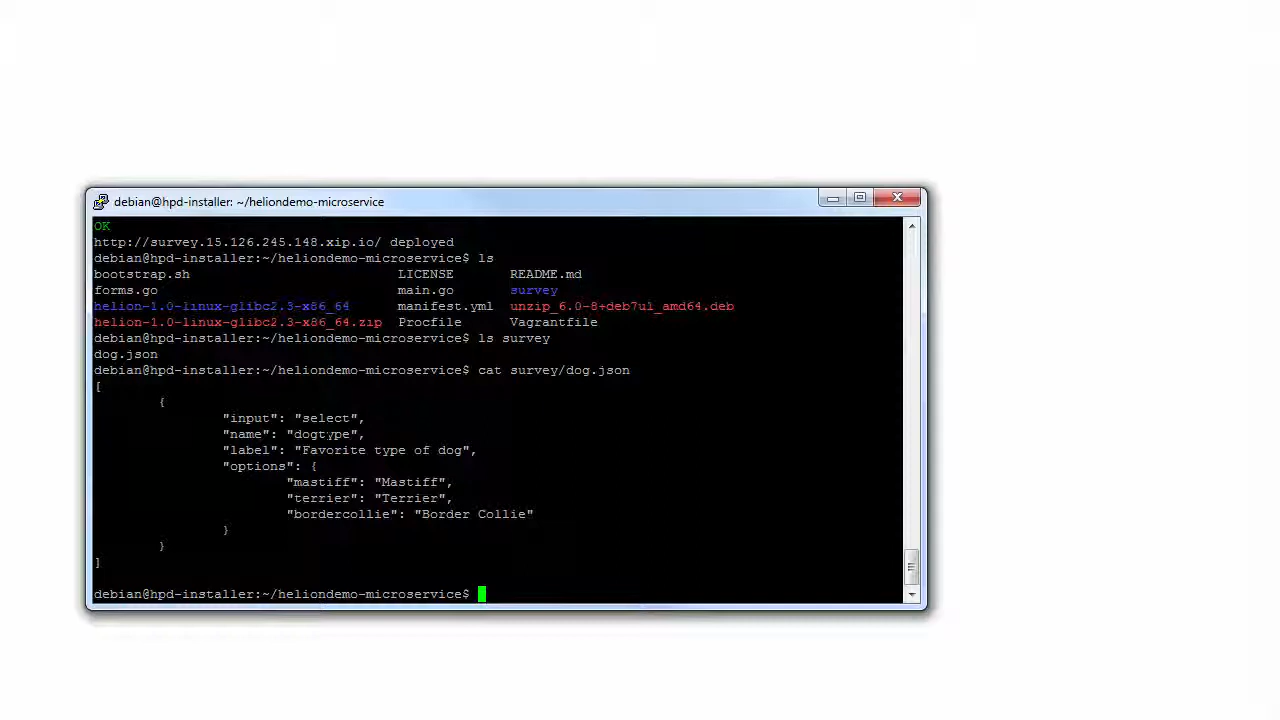 debian@hpd-installer: ~/heliondemo-microservice
OK
http://survey.15.126.245.148.xip.io/ deployed
debian@hpd-installer:~/heliondemo-microservice$ ls
bootstrap.sh LICENSE README.md
forms.go main.go survey
helion-1.0-linux-glibc2.3-x86_64 manifest.yml unzip_6.0-8+deb7u1_amd64.deb
helion-1.0-linux-glibc2.3-x86_64.zip Procfile Vagrantfile
debian@hpd-installer:~/heliondemo-microservice$ ls survey
dog.json
debian@hpd-installer:~/heliondemo-microservice$ cat survey/dog.json
[
{
"input": "select",
"name": "dogtype",
"label": "Favorite type of dog",
"options": {
"mastiff": "Mastiff",
"terrier": "Terrier",
"bordercollie": "Border Collie"
}
}
]
debian@hpd-installer:~/heliondemo-microservice$